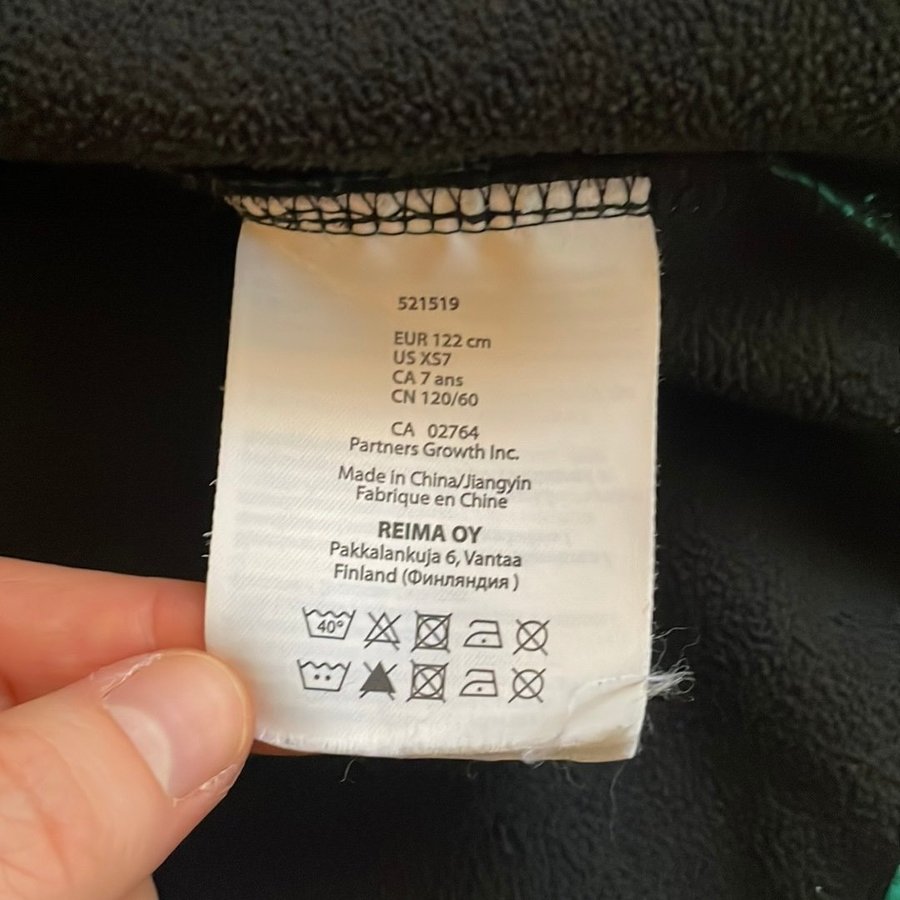 521519
EUR 122 cm
US XS7
CA 7 ans
CN 120/60
CA 02764
Partners Growth Inc.
Made in China/Jiangyin
Fabrique en Chine
REIMA OY
Pakkalankuja 6, Vantaa
Finland (Финляндия )
40°